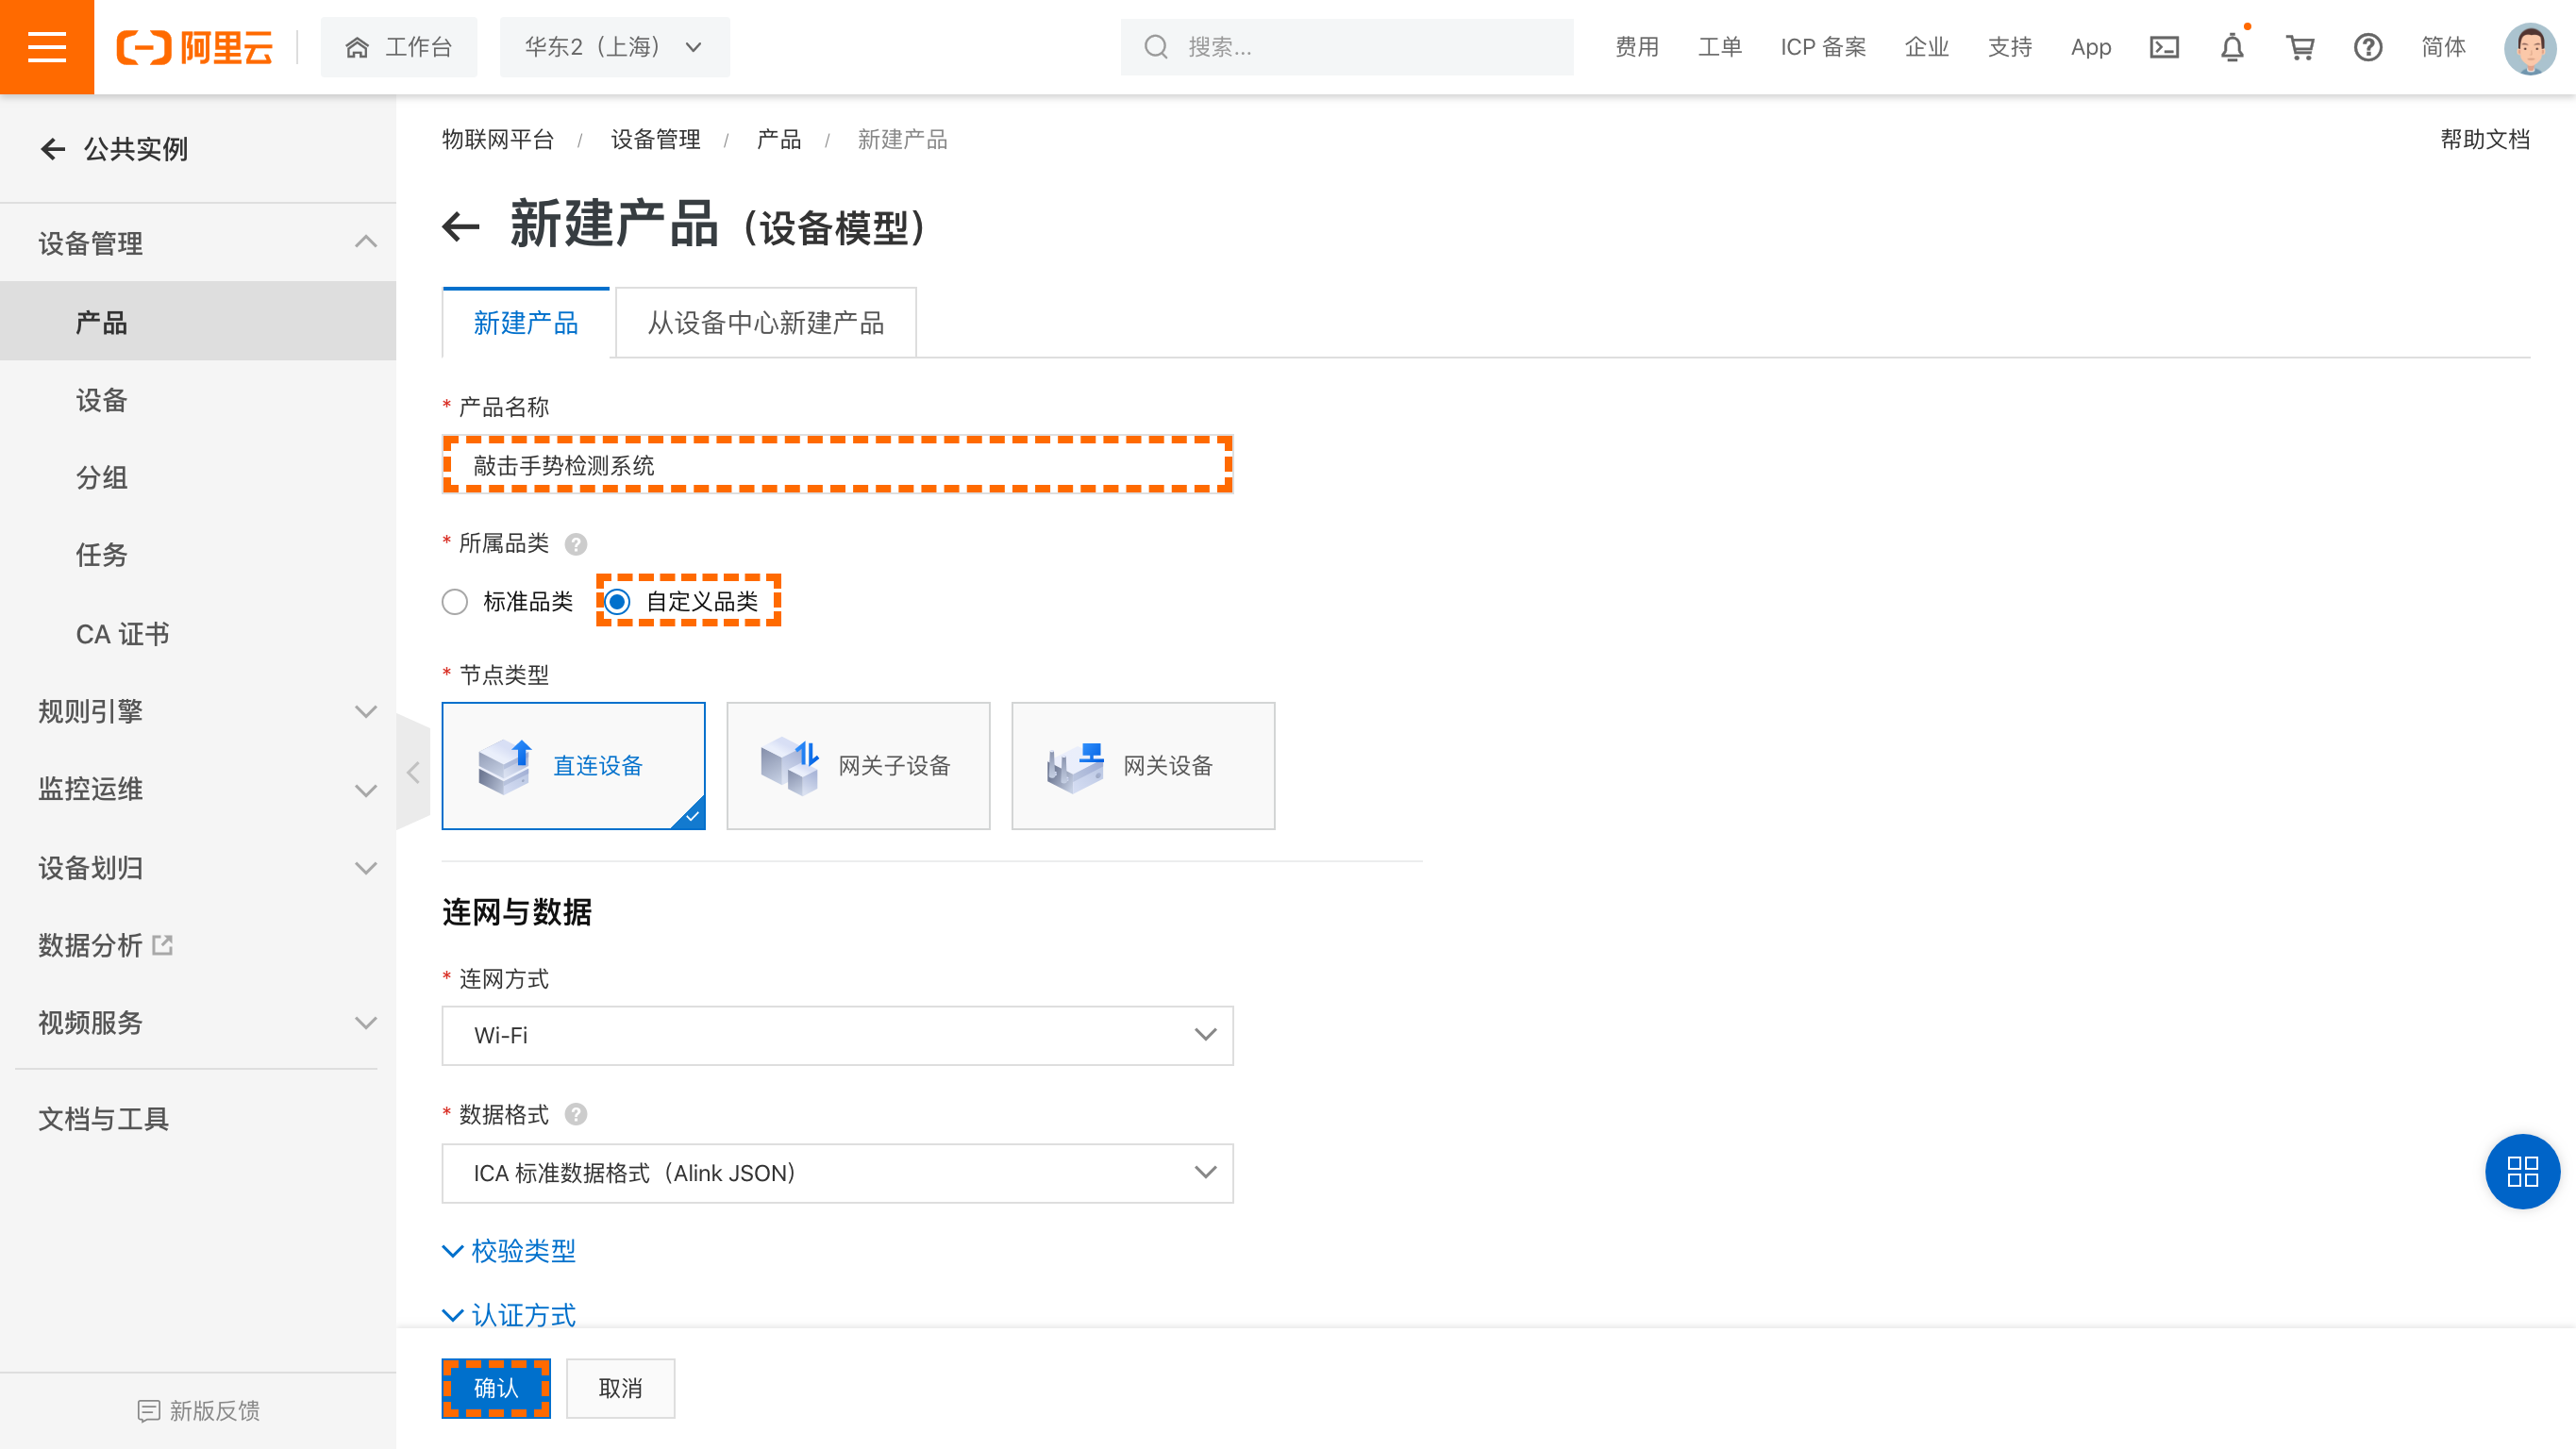 阿里云
工作台
华东2（上海）
搜索...
费用
工单
ICP 备案
企业
支持
App
简体
公共实例
设备管理
产品
设备
分组
任务
CA 证书
规则引擎
监控运维
设备划归
数据分析
视频服务
文档与工具
新版反馈
物联网平台 / 设备管理 / 产品 / 新建产品
帮助文档
新建产品（设备模型）
新建产品
从设备中心新建产品
* 产品名称
敲击手势检测系统
* 所属品类
标准品类
自定义品类
* 节点类型
直连设备
网关子设备
网关设备
连网与数据
* 连网方式
Wi-Fi
* 数据格式
ICA 标准数据格式（Alink JSON）
校验类型
认证方式
确认
取消